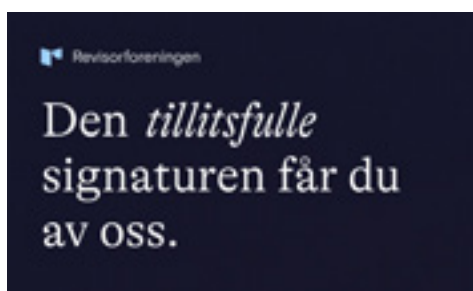 Revisorforeningen
Den tillitsfulle
signaturen får du
av oss.